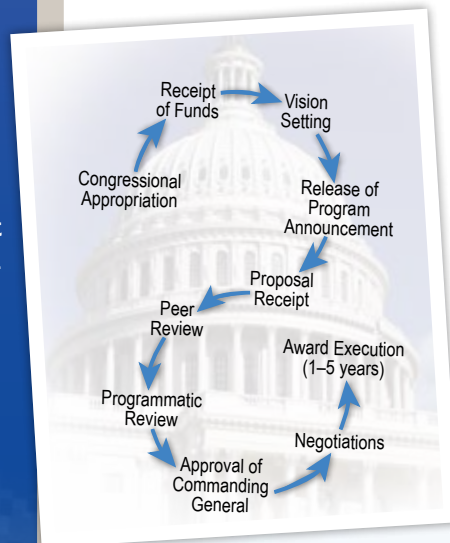 Receipt
of Funds
Vision
Setting
Congressional
Appropriation
Release of
Program
Announcement
Proposal
Receipt
Peer
Review
Award Execution
(1–5 years)
Programmatic
Review
Negotiations
Approval of
Commanding
General